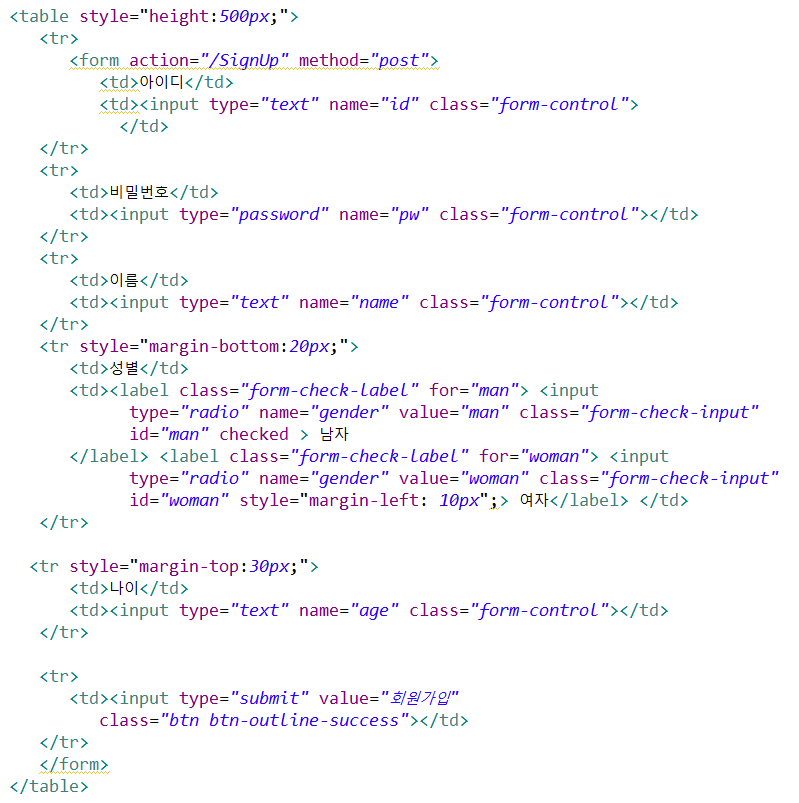 <table style="height:500px;">
<tr>
<form action="/SignUp" method="post">
<td>아이디</td>
<td><input type="text" name="id" class="form-control">
</td>
</tr>
<tr>
<td>비밀번호</td>
<td><input type="password" name="pw" class="form-control"></td>
</tr>
<tr>
<td>이름</td>
<td><input type="text" name="name" class="form-control"></td>
</tr>
<tr style="margin-bottom:20px;">
<td>성별</td>
<td><label class="form-check-label" for="man"> <input
type="radio" name="gender" value="man" class="form-check-input"
id="man" checked > 남자
</label> <label class="form-check-label" for="woman"> <input
type="radio" name="gender" value="woman" class="form-check-input"
id="woman" style="margin-left: 10px";> 여자</label> </td>
</tr>
<tr style="margin-top:30px;">
<td>나이</td>
<td><input type="text" name="age" class="form-control"></td>
</tr>
<tr>
<td><input type="submit" value="회원가입"
class="btn btn-outline-success"></td>
</tr>
</form>
</table>